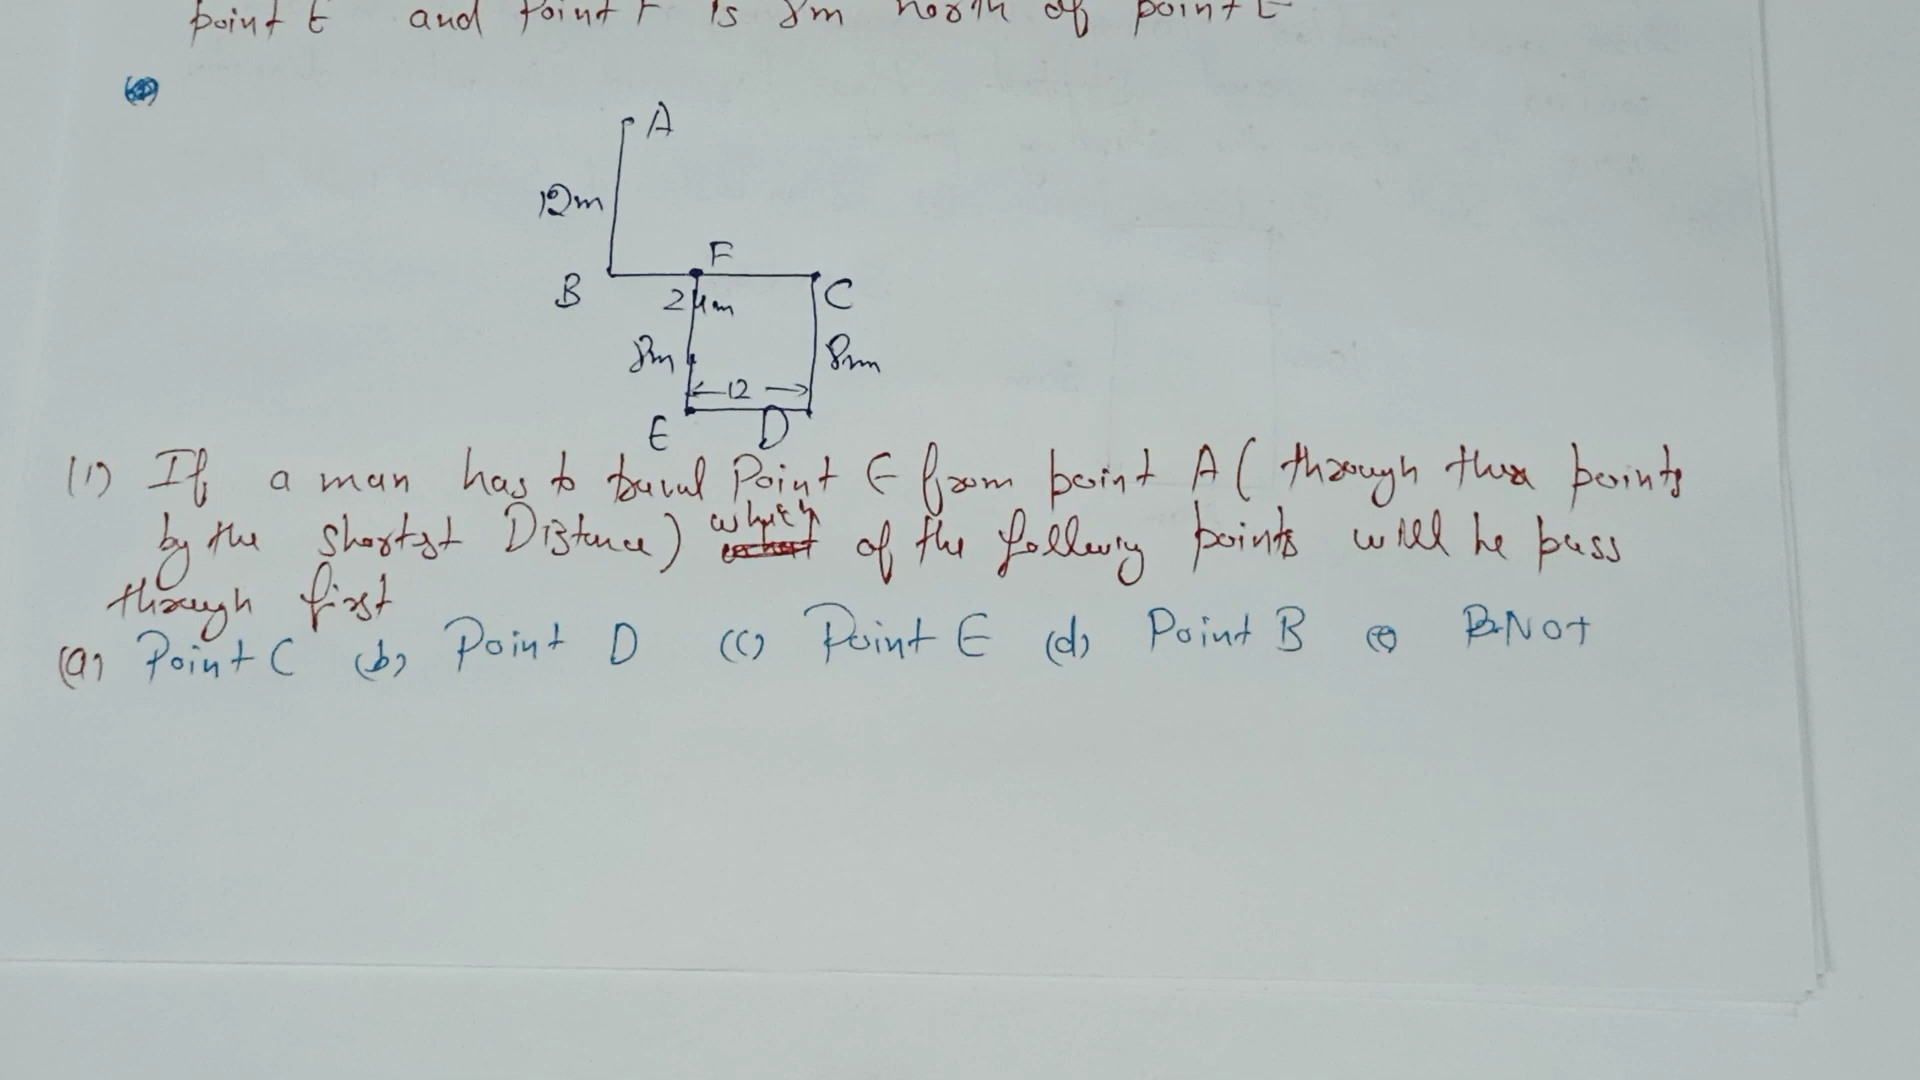 point E and Point F is 8m north of point E
A
12m
F
B
24m
C
8m
8m
12
E
D
(1) If a man has to travel Point E from point A ( through these points
by the shortest Distance) which of the following points will he pass
through first
(a) Point C (b) Point D (c) Point E (d) Point B (e) B Not